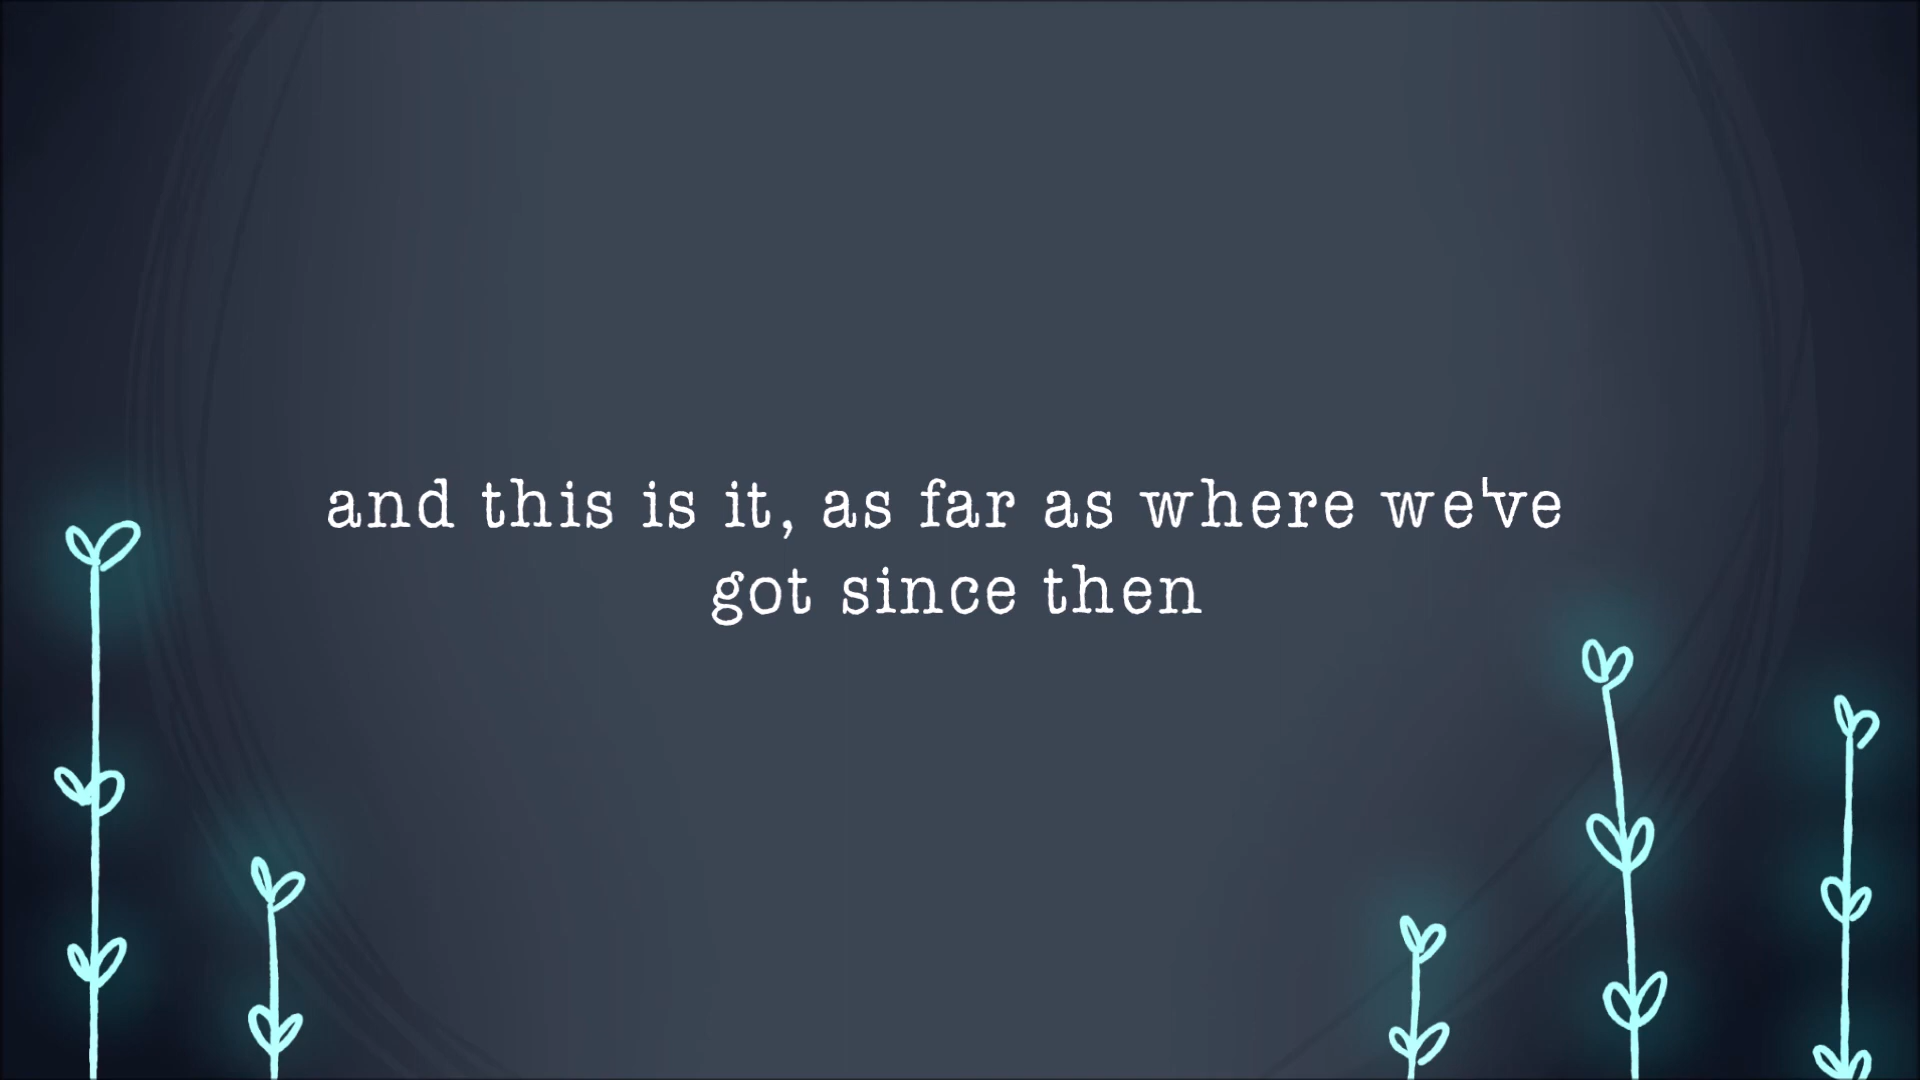 and this is it, as far as where we've
got since then